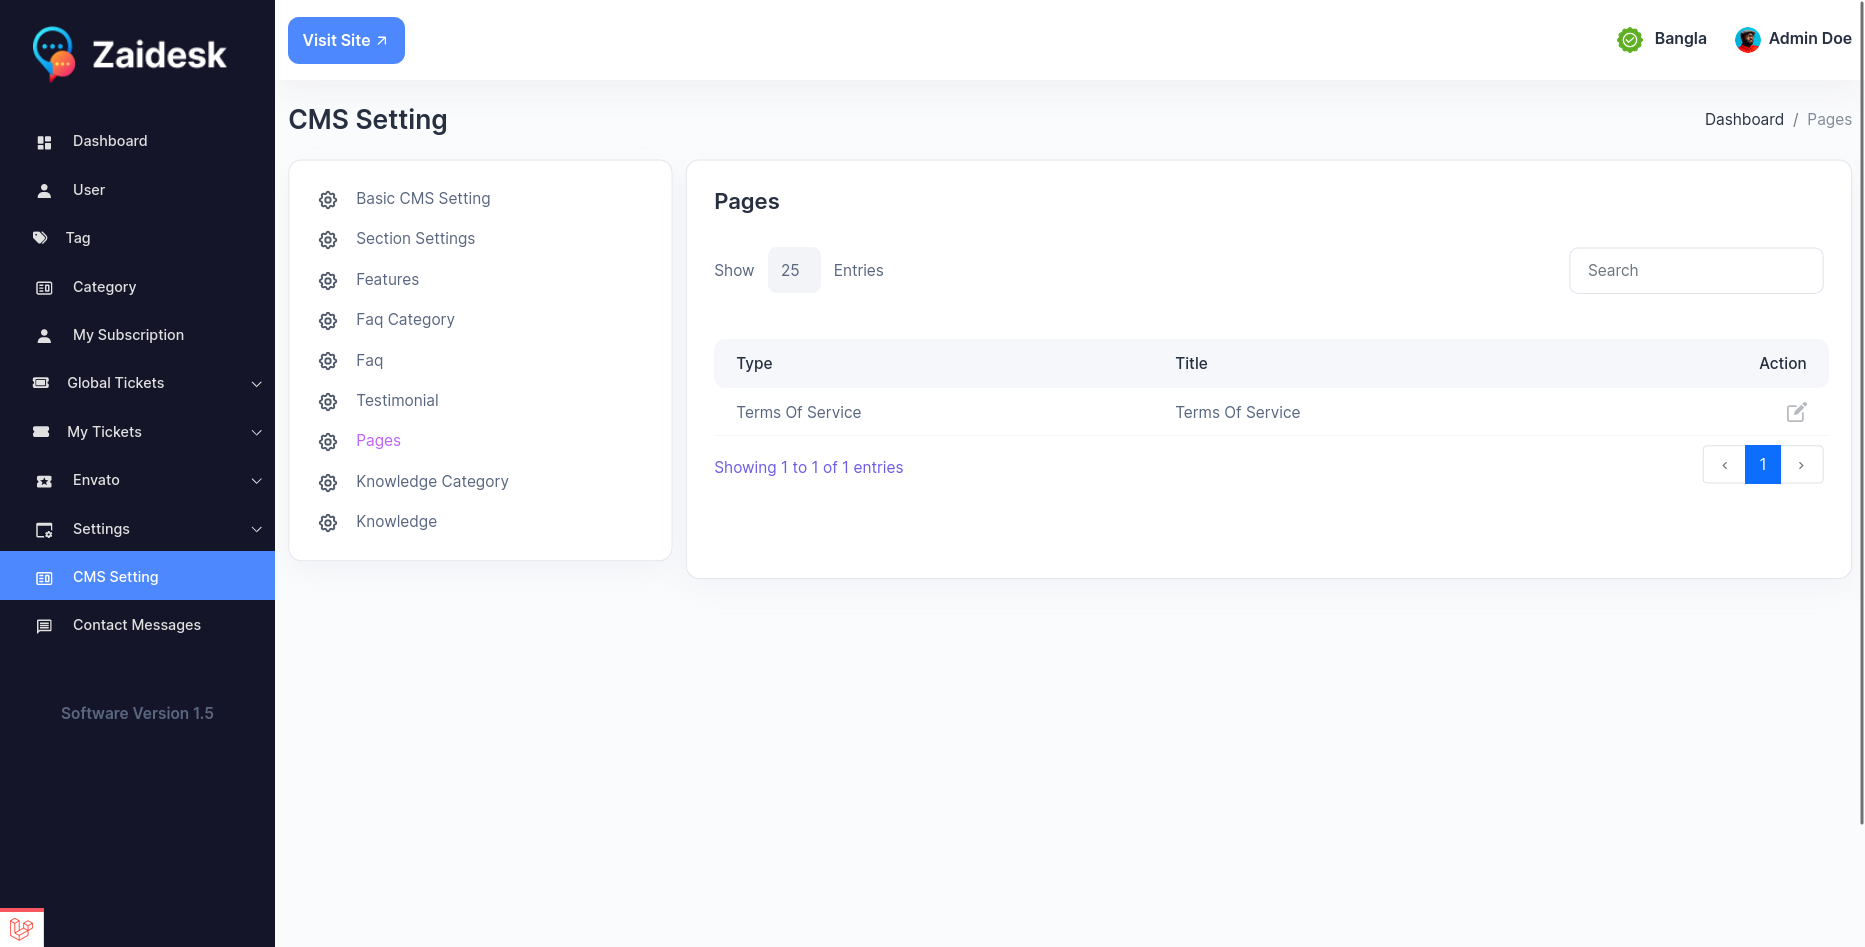 Zaidesk
Dashboard
User
Tag
Category
My Subscription
Global Tickets
My Tickets
Envato
Settings
CMS Setting
Contact Messages
Software Version 1.5
Visit Site
Bangla
Admin Doe
CMS Setting
Dashboard / Pages
Basic CMS Setting
Section Settings
Features
Faq Category
Faq
Testimonial
Pages
Knowledge Category
Knowledge
Pages
Show 25 Entries
Search
Type Title Action
Terms Of Service Terms Of Service
Showing 1 to 1 of 1 entries
‹ 1 ›